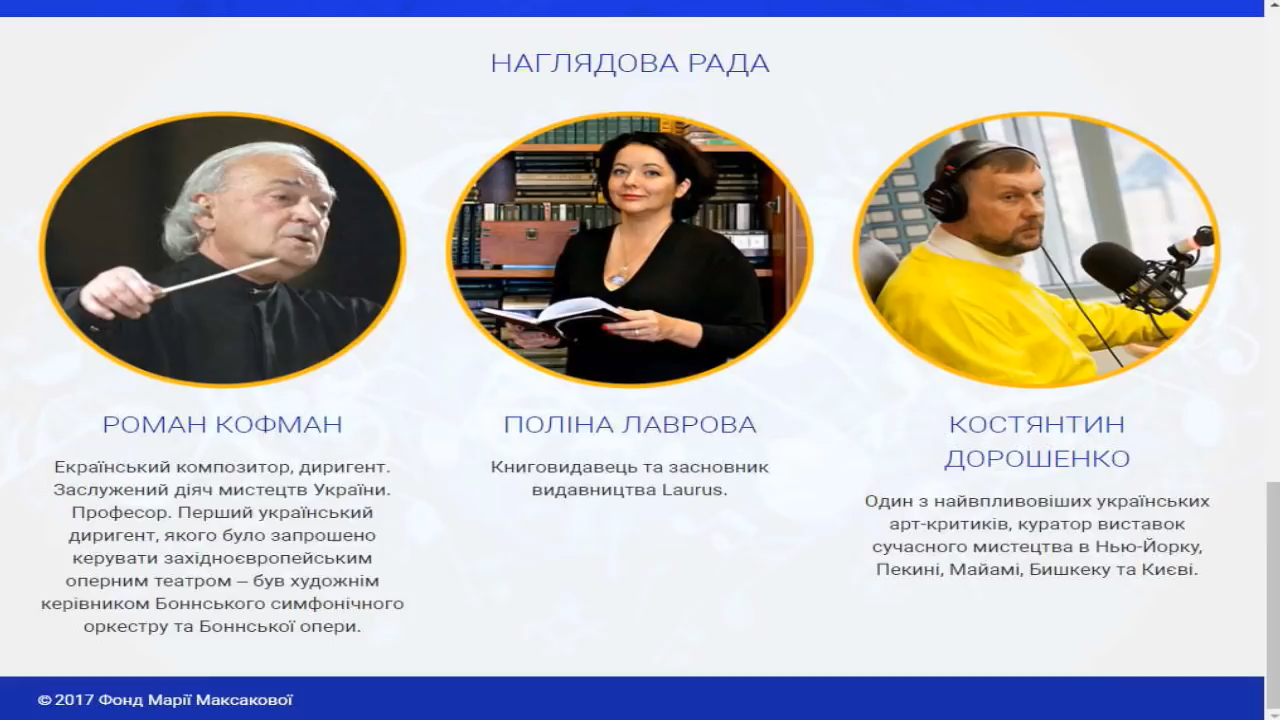 НАГЛЯДОВА РАДА
РОМАН КОФМАН
Екраїнський композитор, диригент.
Заслужений діяч мистецтв України.
Професор. Перший український
диригент, якого було запрошено
керувати західноєвропейським
оперним театром – був художнім
керівником Боннського симфонічного
оркестру та Боннської опери.
ПОЛІНА ЛАВРОВА
Книговидавець та засновник
видавництва Laurus.
КОСТЯНТИН
ДОРОШЕНКО
Один з найвпливовіших українських
арт-критиків, куратор виставок
сучасного мистецтва в Нью-Йорку,
Пекині, Майамі, Бишкеку та Києві.
© 2017 Фонд Марії Максакової